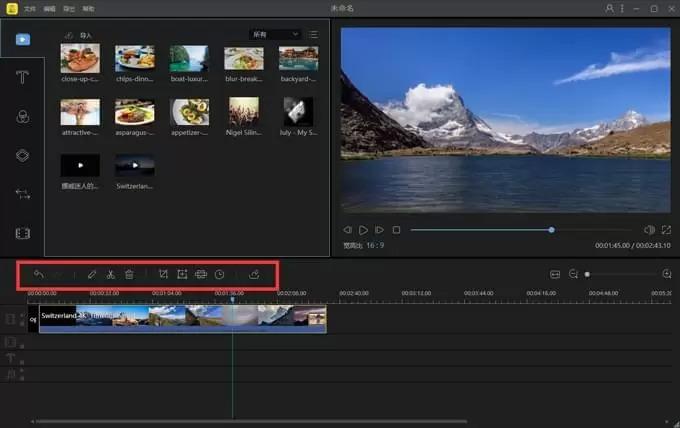 文件 编辑 导出 帮助
未命名
导入
所有
close-up-c...
chips-dinn...
boat-luxur...
blur-break...
backyard-...
attractive-...
asparagus-...
appetizer-...
Nigel Silin...
July - My S...
挪威迷人的...
Switzerlan...
宽高比 16 : 9
00:01:45.00 / 00:02:43.10
00:00:00.00
00:00:32.00
00:01:04.00
00:01:36.00
00:02:08.00
00:02:40.00
00:03:12.00
00:03:44.00
00:04:16.00
00:04:48.00
00:05:20